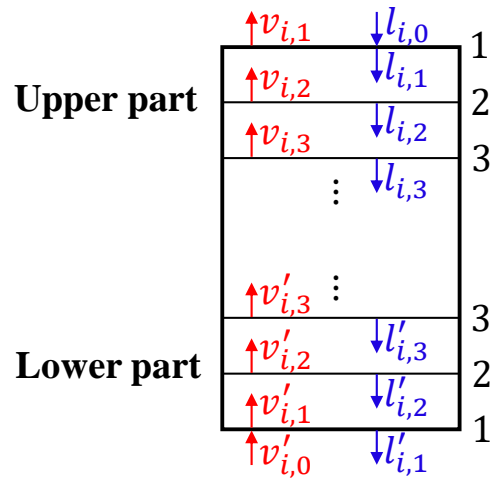 v_{i,1} l_{i,0} 1
l_{i,1}
Upper part v_{i,2} 2
l_{i,2}
v_{i,3} 3
l_{i,3}
⋮
⋮
v′_{i,3} 3
l′_{i,3}
Lower part v′_{i,2} 2
l′_{i,2}
v′_{i,1} 1
v′_{i,0} l′_{i,1}